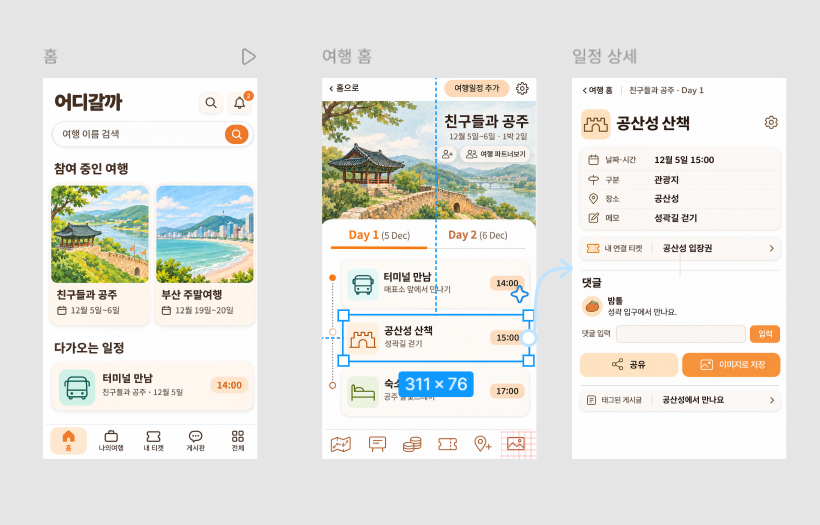 홈
어디갈까
2
여행 이름 검색
참여 중인 여행
친구들과 공주
12월 5일~6일
부산 주말여행
12월 19일~20일
다가오는 일정
터미널 만남
친구들과 공주 · 12월 5일
14:00
홈
나의여행
내 티켓
게시판
전체
여행 홈
홈으로
여행일정 추가
친구들과 공주
12월 5일~6일 · 1박 2일
여행 파트너보기
Day 1 (5 Dec)
Day 2 (6 Dec)
터미널 만남
매표소 앞에서 만나기
14:00
공산성 산책
성곽길 걷기
15:00
311 × 76
공주
17:00
일정 상세
여행 홈
친구들과 공주 · Day 1
공산성 산책
날짜·시간 12월 5일 15:00
구분 관광지
장소 공산성
메모 성곽길 걷기
내 연결 티켓 공산성 입장권
댓글
밤톨
성곽 입구에서 만나요.
댓글 입력
입력
공유
이미지로 저장
태그된 게시글 공산성에서 만나요